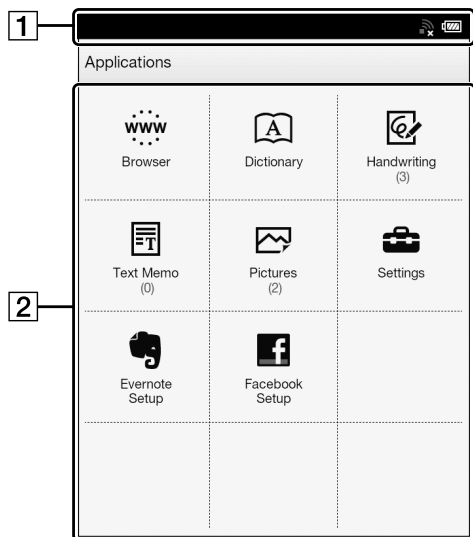 1
Applications
2
www
Browser
A
Dictionary
Handwriting
(3)
T
Text Memo
(0)
Pictures
(2)
Settings
Evernote
Setup
f
Facebook
Setup